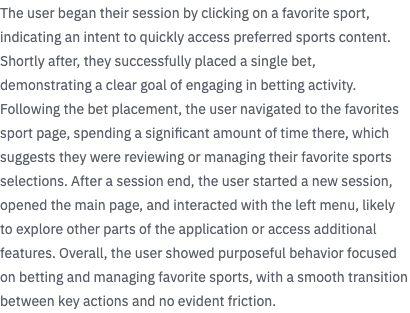 The user began their session by clicking on a favorite sport,
indicating an intent to quickly access preferred sports content.
Shortly after, they successfully placed a single bet,
demonstrating a clear goal of engaging in betting activity.
Following the bet placement, the user navigated to the favorites
sport page, spending a significant amount of time there, which
suggests they were reviewing or managing their favorite sports
selections. After a session end, the user started a new session,
opened the main page, and interacted with the left menu, likely
to explore other parts of the application or access additional
features. Overall, the user showed purposeful behavior focused
on betting and managing favorite sports, with a smooth transition
between key actions and no evident friction.